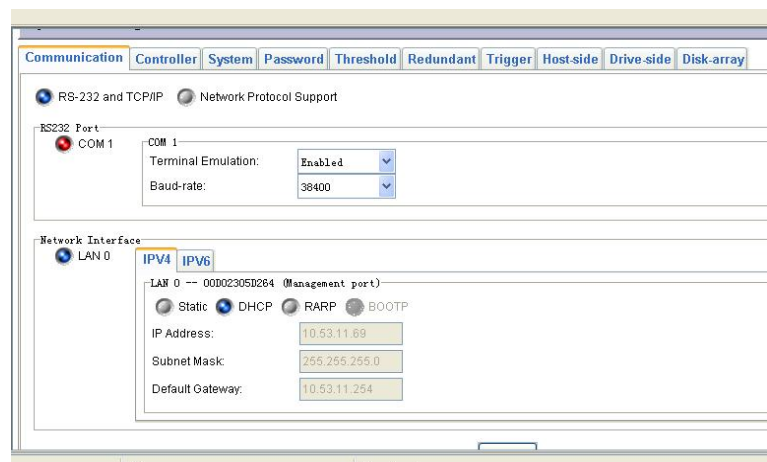 Communication Controller System Password Threshold Redundant Trigger Host-side Drive-side Disk-array
RS-232 and TCP/IP Network Protocol Support
RS232 Port
COM 1 COM 1
Terminal Emulation: Enabled
Baud-rate: 38400
Network Interface
LAN 0 IPV4 IPV6
LAN 0 -- 00D02305D264 (Management port)
Static DHCP RARP BOOTP
IP Address: 10.53.11.69
Subnet Mask: 255.255.255.0
Default Gateway: 10.53.11.254